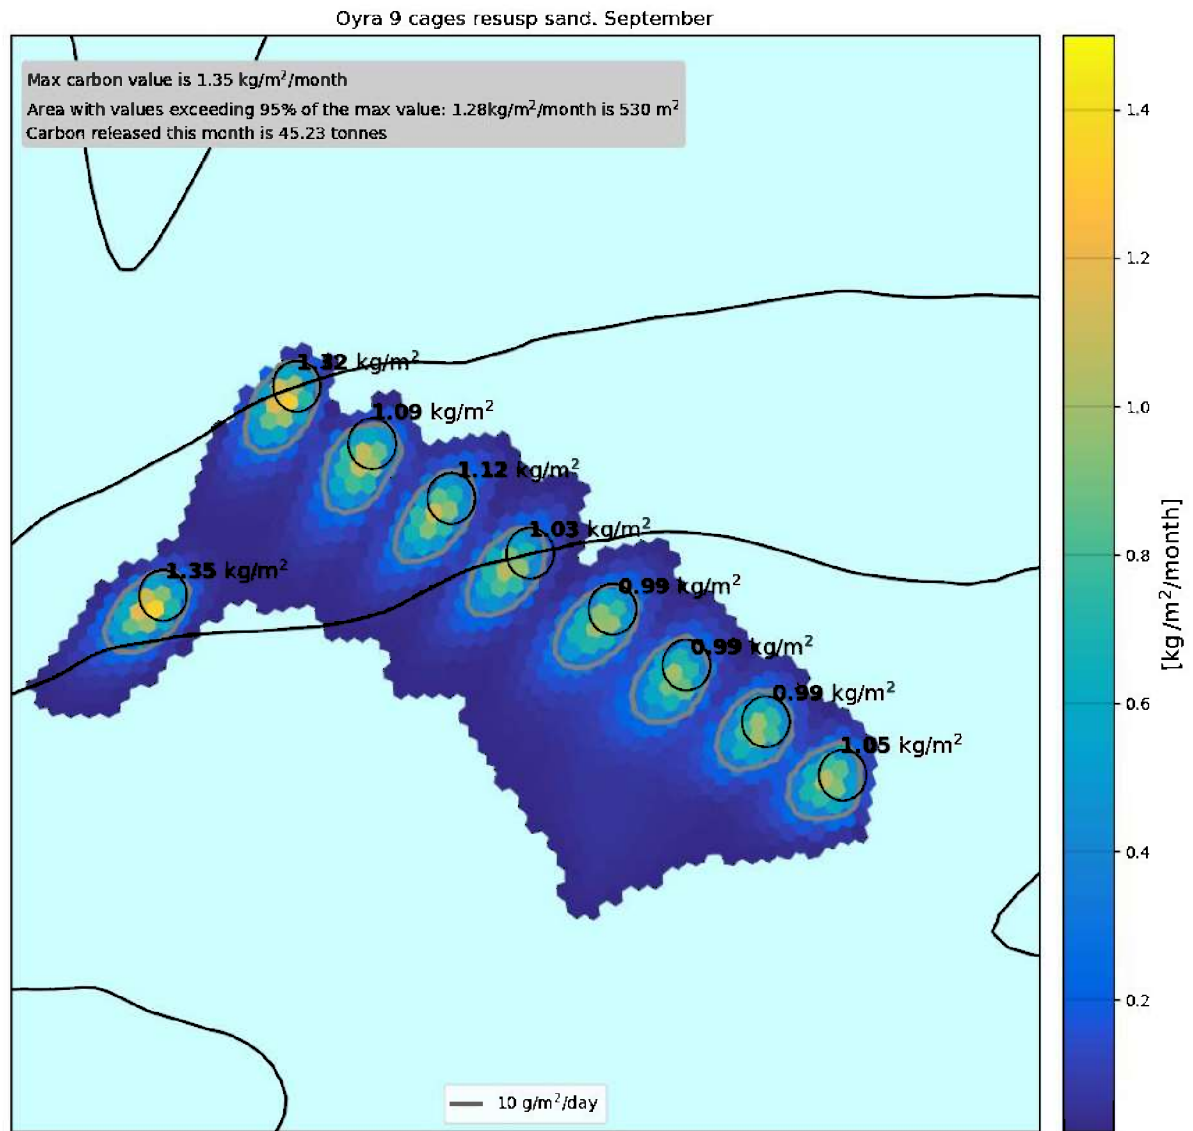 Oyra 9 cages resusp sand. September
Max carbon value is 1.35 kg/m²/month
Area with values exceeding 95% of the max value: 1.28kg/m²/month is 530 m²
Carbon released this month is 45.23 tonnes
1.32 kg/m²
1.09 kg/m²
1.12 kg/m²
1.03 kg/m²
1.35 kg/m²
0.99 kg/m²
0.99 kg/m²
0.99 kg/m²
1.05 kg/m²
10 g/m²/day
1.4
1.2
1.0
0.8
0.6
0.4
0.2
[kg/m²/month]